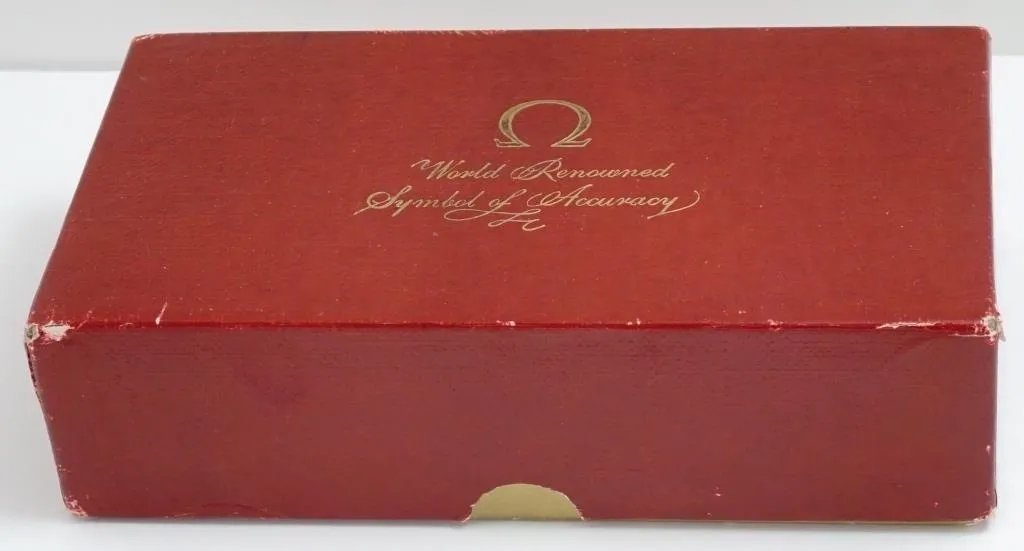 Ω
World Renowned
Symbol of Accuracy